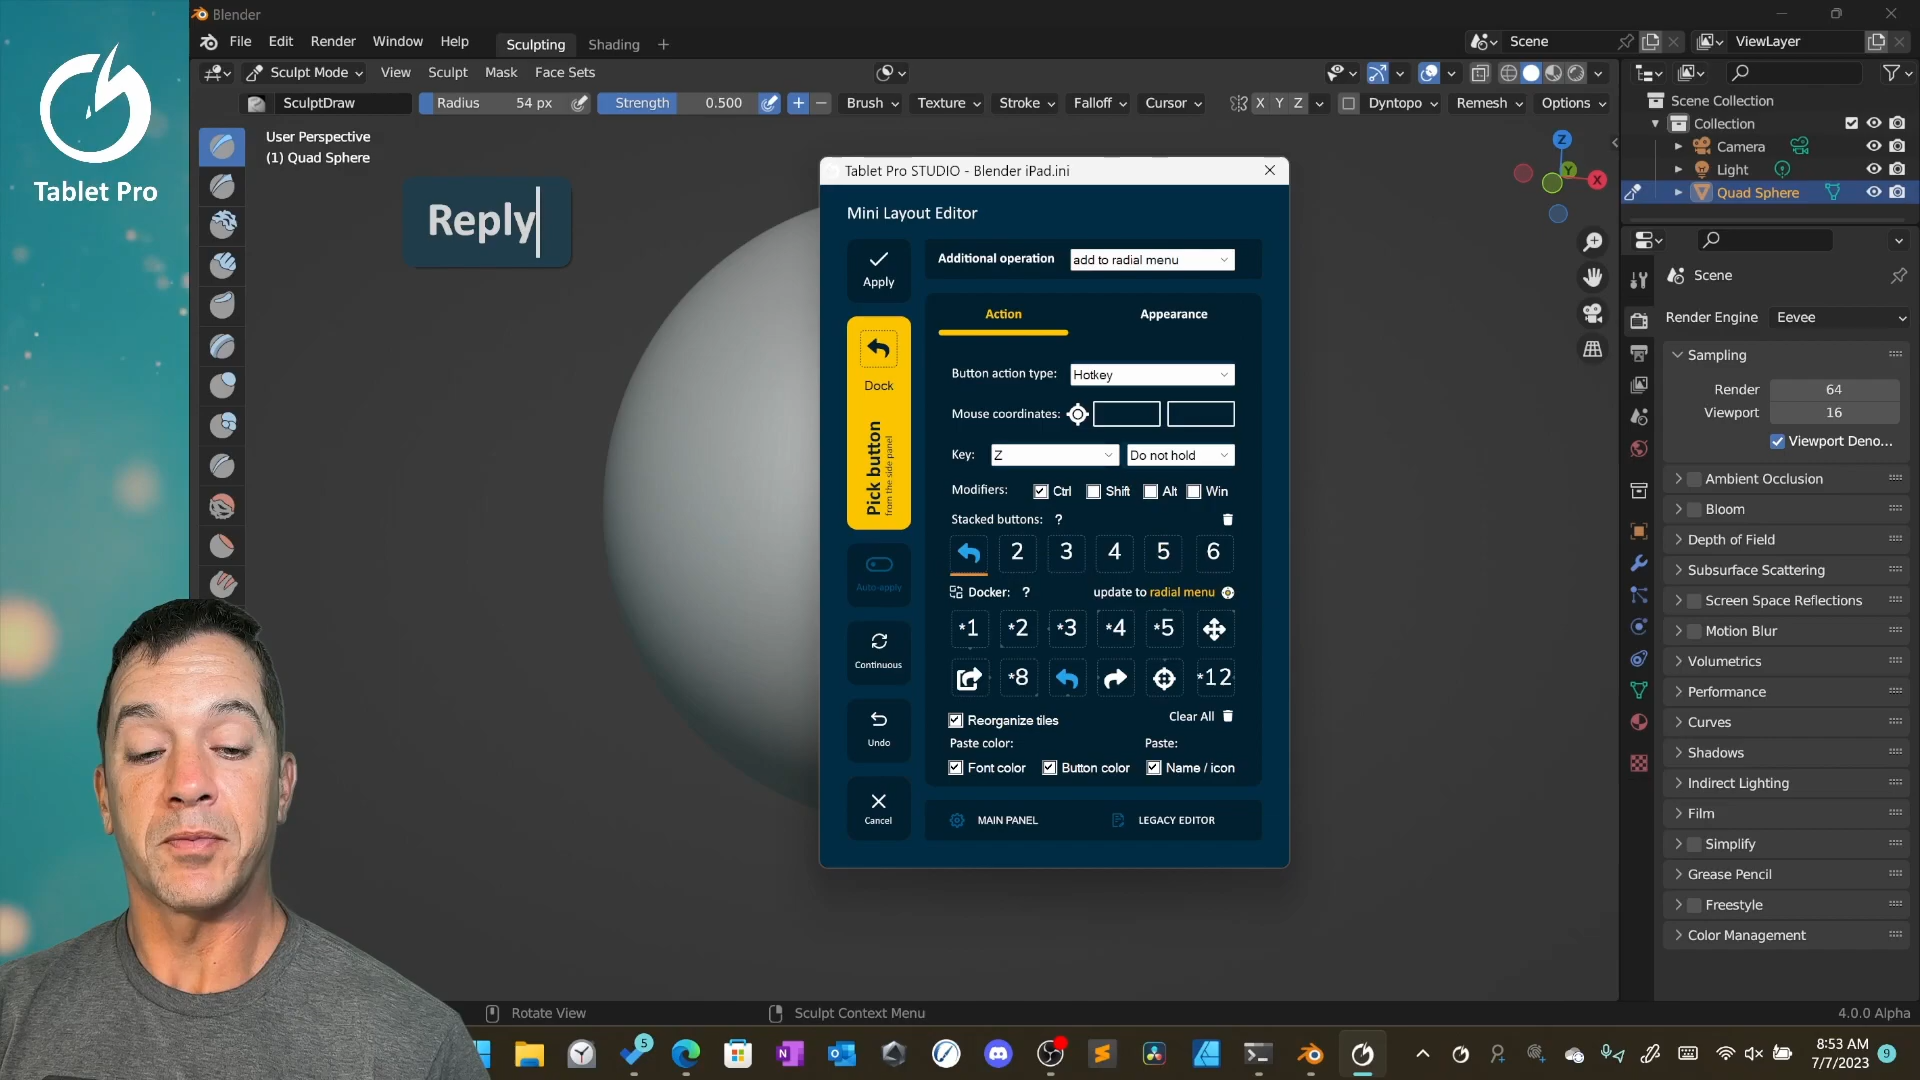 Tablet Pro
Blender
File Edit Render Window Help Sculpting Shading + Scene ViewLayer
Sculpt Mode View Sculpt Mask Face Sets
SculptDraw Radius 54 px Strength 0.500 Brush Texture Stroke Falloff Cursor X Y Z Dyntopo Remesh Options
User Perspective
(1) Quad Sphere
Reply
Z
Y
X
Tablet Pro STUDIO - Blender iPad.ini
Mini Layout Editor
Apply
Additional operation add to radial menu
Action Appearance
Dock
Pick button
from the side panel
Button action type: Hotkey
Mouse coordinates:
Key: Z Do not hold
Modifiers: Ctrl Shift Alt Win
Stacked buttons: ?
2 3 4 5 6
Auto-apply
Docker: ? update to radial menu
*1 *2 *3 *4 *5
*8 *12
Continuous
Reorganize tiles Clear All
Paste color: Paste:
Font color Button color Name / icon
Undo
Cancel
MAIN PANEL LEGACY EDITOR
Scene Collection
Collection
Camera
Light
Quad Sphere
Scene
Render Engine Eevee
Sampling
Render 64
Viewport 16
Viewport Deno...
Ambient Occlusion
Bloom
Depth of Field
Subsurface Scattering
Screen Space Reflections
Motion Blur
Volumetrics
Performance
Curves
Shadows
Indirect Lighting
Film
Simplify
Grease Pencil
Freestyle
Color Management
Rotate View Sculpt Context Menu 4.0.0 Alpha
5
8:53 AM
7/7/2023
9